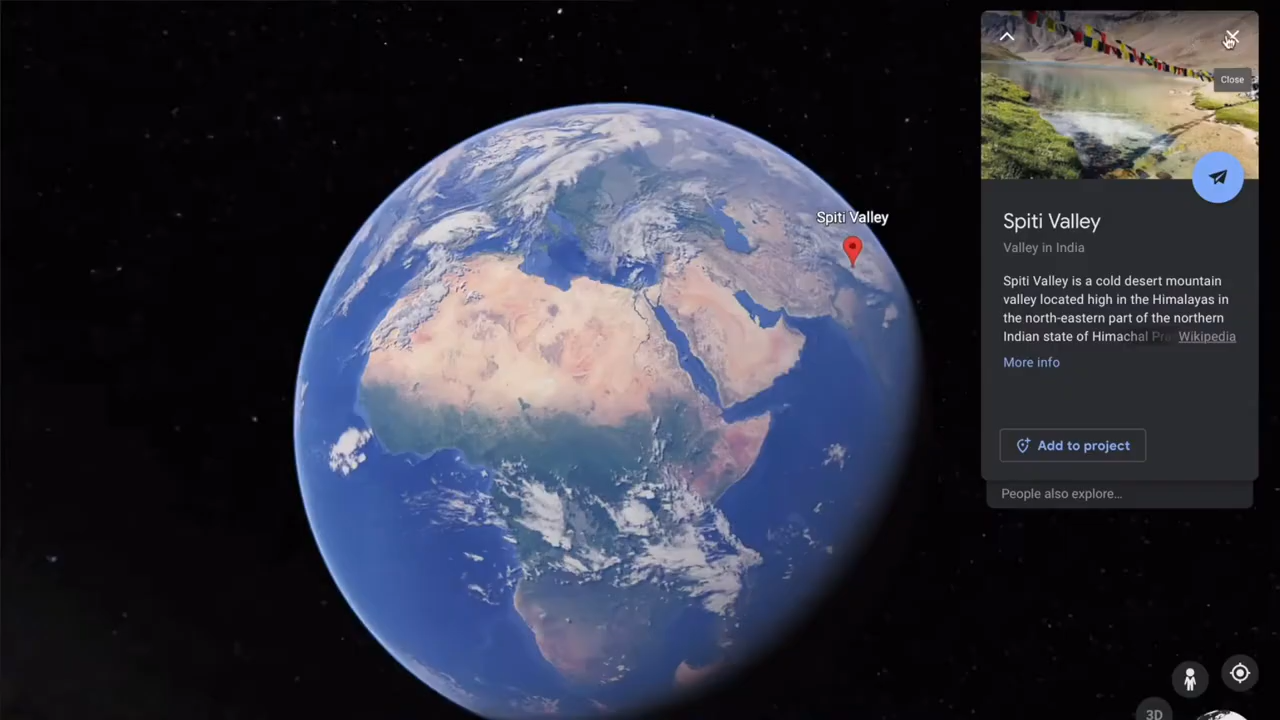 Close
Spiti Valley
Spiti Valley
Valley in India
Spiti Valley is a cold desert mountain
valley located high in the Himalayas in
the north-eastern part of the northern
Indian state of Himachal Pra Wikipedia
More info
Add to project
People also explore...
3D